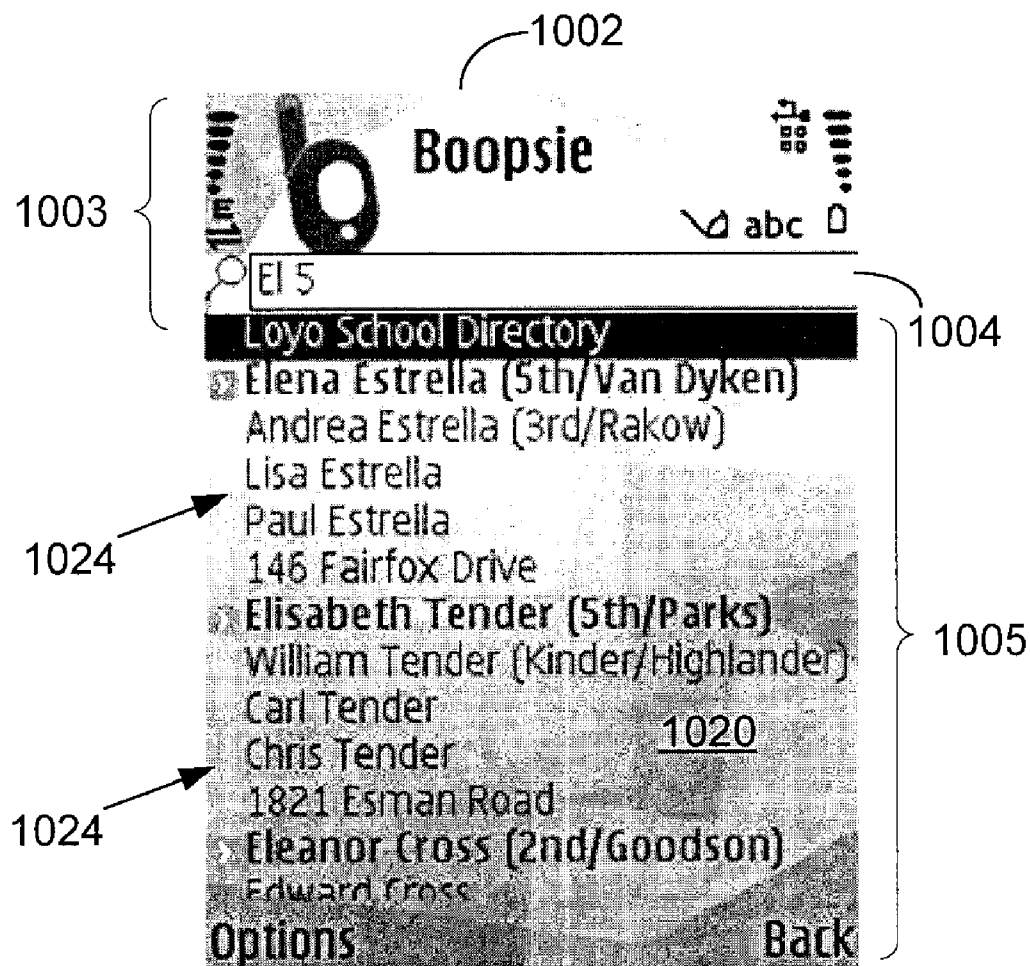 1002
1003
Boopsie
abc
El 5
1004
Loyo School Directory
Elena Estrella (5th/Van Dyken)
Andrea Estrella (3rd/Rakow)
Lisa Estrella
1024
Paul Estrella
146 Fairfox Drive
Elisabeth Tender (5th/Parks)
1005
William Tender (Kinder/Highlander)
Carl Tender
1020
Chris Tender
1024
1821 Esman Road
Eleanor Cross (2nd/Goodson)
Edward Cross
Options Back